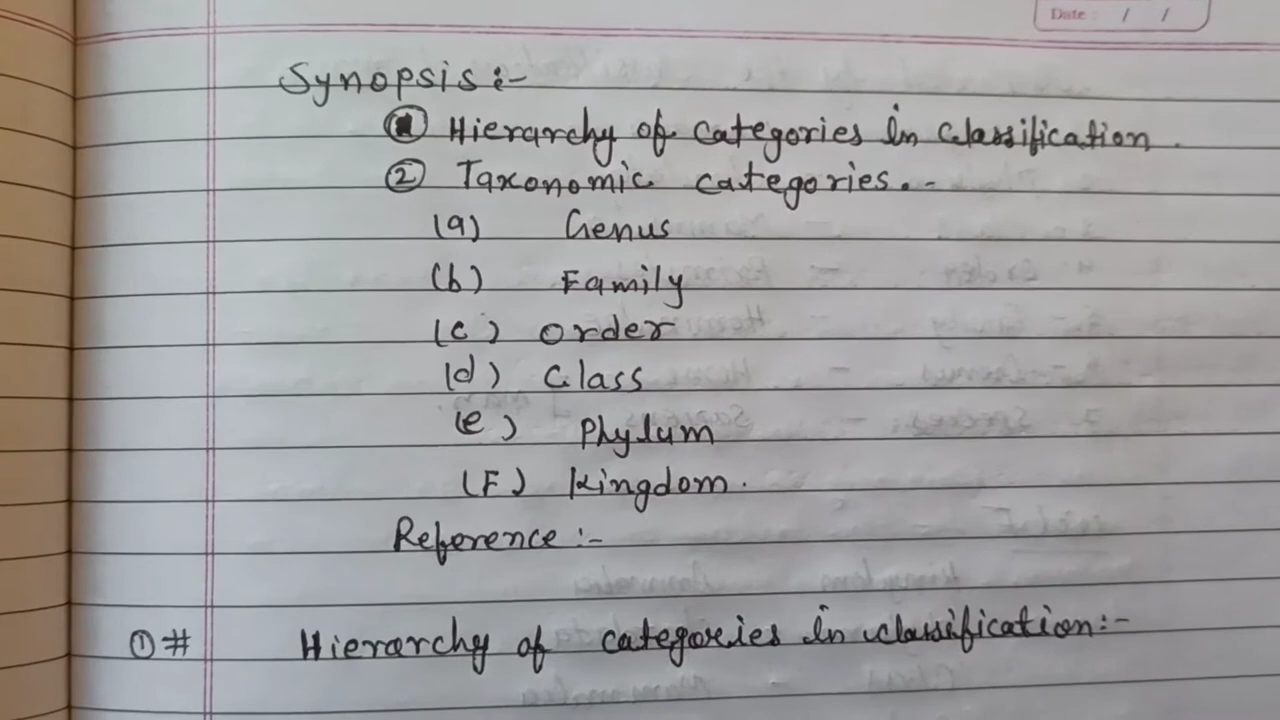 Date : / /
Synopsis :-
① Hierarchy of categories in classification.
② Taxonomic categories.-
(a) Genus
(b) Family
(c) order
(d) Class
(e) Phylum
(F) Kingdom.
Reference :-
①# Hierarchy of categories in classification:-